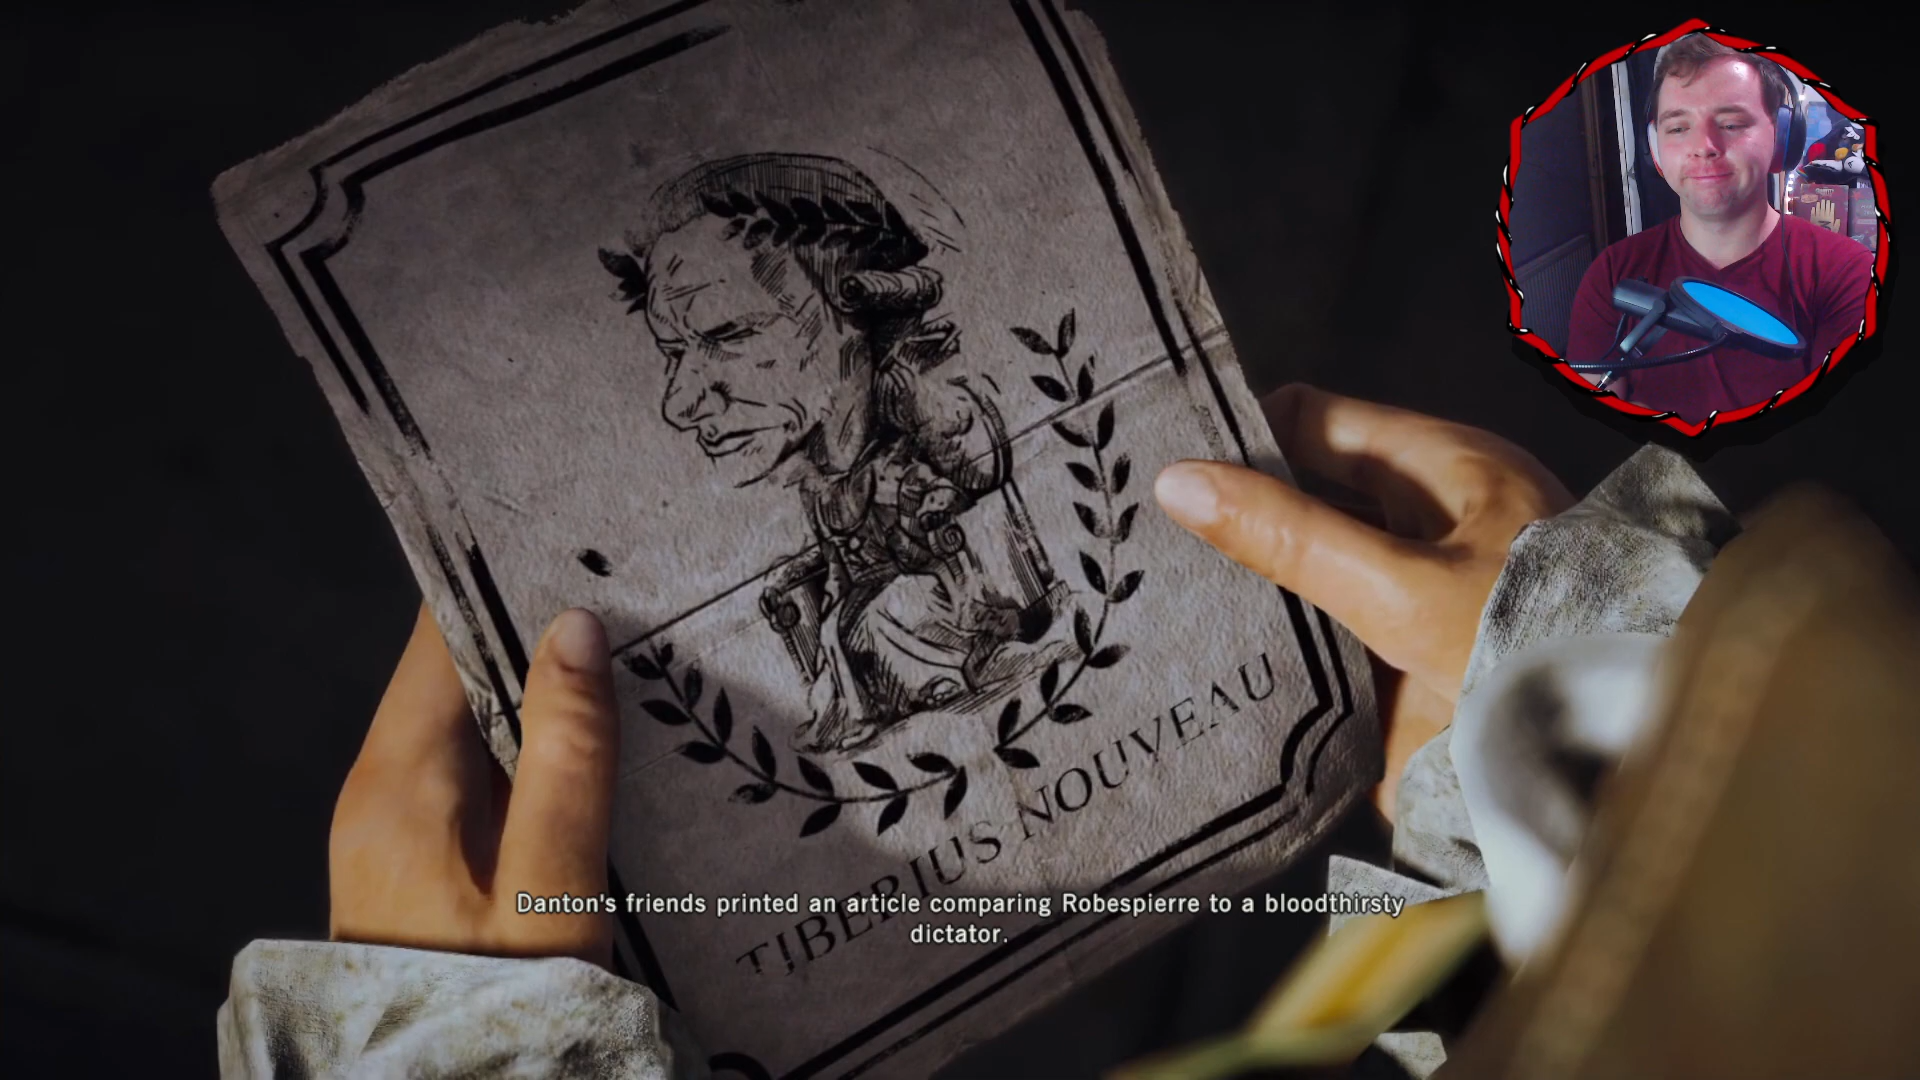 TIBERIUS NOUVEAU
Danton's friends printed an article comparing Robespierre to a bloodthirsty
dictator.